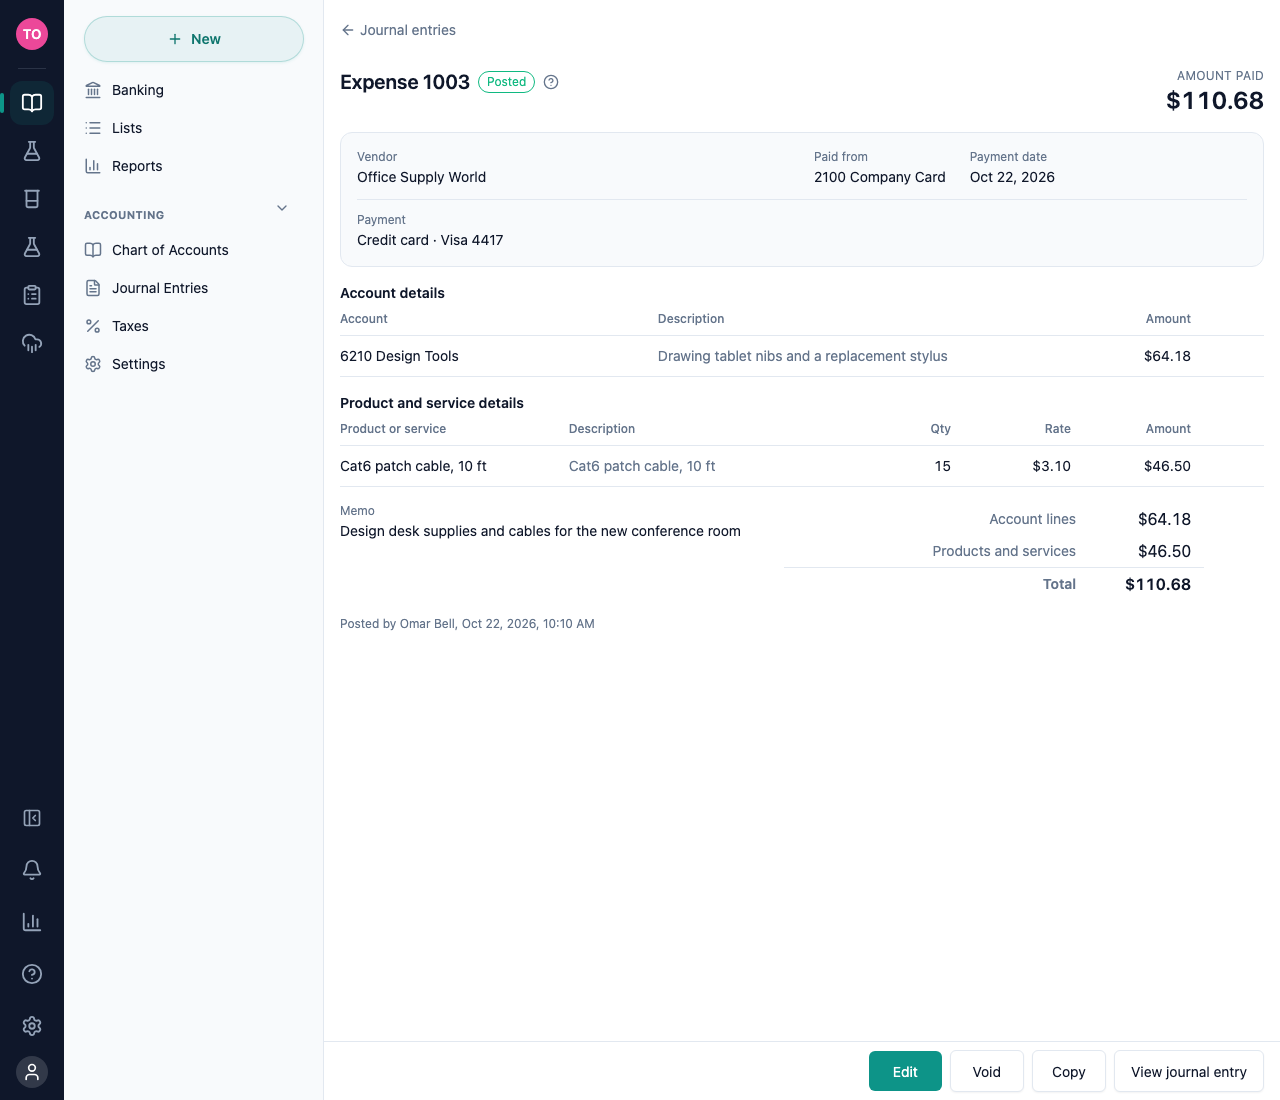 TO
New
Banking
Lists
Reports
ACCOUNTING
Chart of Accounts
Journal Entries
Taxes
Settings
Journal entries
Expense 1003 Posted
AMOUNT PAID
$110.68
Vendor Paid from Payment date
Office Supply World 2100 Company Card Oct 22, 2026
Payment
Credit card · Visa 4417
Account details
Account Description Amount
6210 Design Tools Drawing tablet nibs and a replacement stylus $64.18
Product and service details
Product or service Description Qty Rate Amount
Cat6 patch cable, 10 ft Cat6 patch cable, 10 ft 15 $3.10 $46.50
Memo
Design desk supplies and cables for the new conference room
Account lines $64.18
Products and services $46.50
Total $110.68
Posted by Omar Bell, Oct 22, 2026, 10:10 AM
Edit Void Copy View journal entry